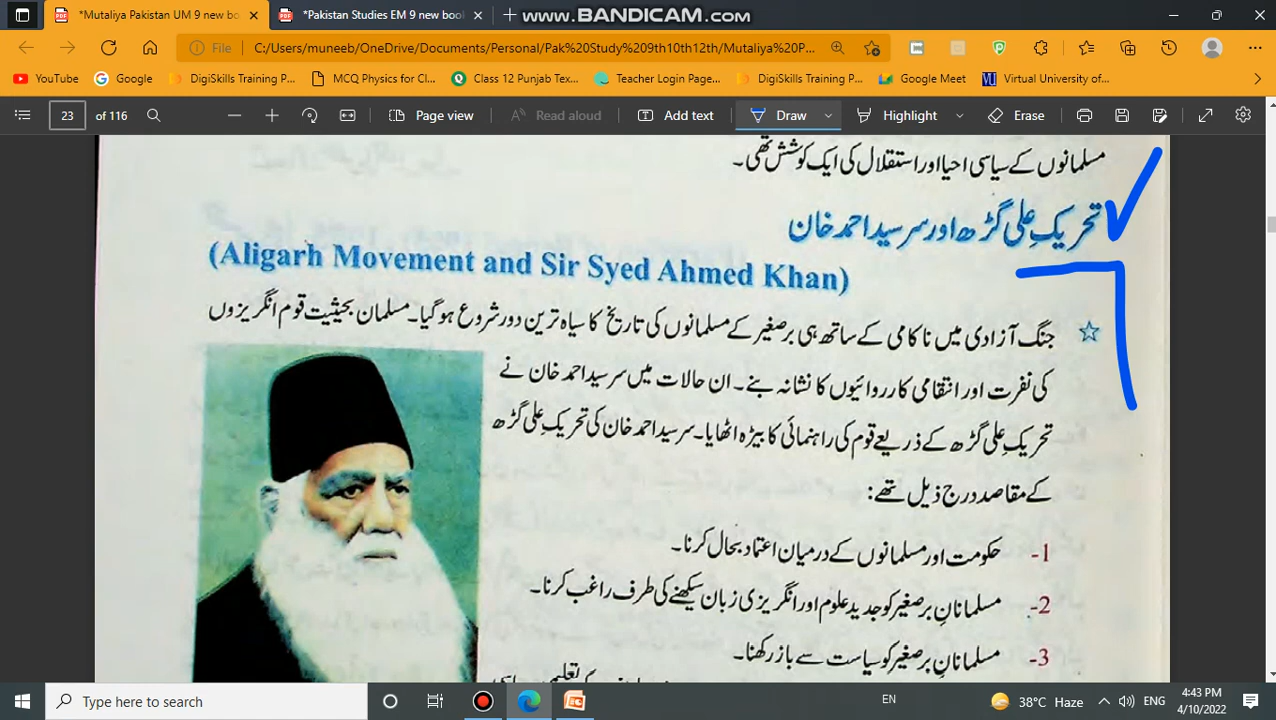 *Mutaliya Pakistan UM 9 new bo
*Pakistan Studies EM 9 new bool
www.BANDICAM.com
File C:/Users/muneeb/OneDrive/Documents/Personal/Pak%20Study%209th10th12th/Mutaliya%20P...
YouTube Google DigiSkills Training P... MCQ Physics for Cl... Class 12 Punjab Tex... Teacher Login Page... DigiSkills Training P... Google Meet VU Virtual University of...
23 of 116 Page view Read aloud Add text Draw Highlight Erase
مسلمانوں کے سیاسی احیا اور استقلال کی ایک کوشش تھی۔
تحریکِ علی گڑھ اور سر سید احمد خان
(Aligarh Movement and Sir Syed Ahmed Khan)
جنگ آزادی میں ناکامی کے ساتھ ہی برصغیر کے مسلمانوں کی تاریخ کا سیاہ ترین دور شروع ہو گیا۔ مسلمان بحیثیت قوم انگریزوں
کی نفرت اور انتقامی کارروائیوں کا نشانہ بنے۔ ان حالات میں سر سید احمد خان نے
تحریکِ علی گڑھ کے ذریعے قوم کی راہنمائی کا بیڑہ اٹھایا۔ سر سید احمد خان کی تحریکِ علی گڑھ
کے مقاصد درج ذیل تھے:
1- حکومت اور مسلمانوں کے درمیان اعتماد بحال کرنا۔
2- مسلمانانِ برصغیر کو جدید علوم اور انگریزی زبان سیکھنے کی طرف راغب کرنا۔
3- مسلمانانِ برصغیر کو سیاست سے باز رکھنا۔
Type here to search
EN
38°C Haze
ENG
4:43 PM
4/10/2022